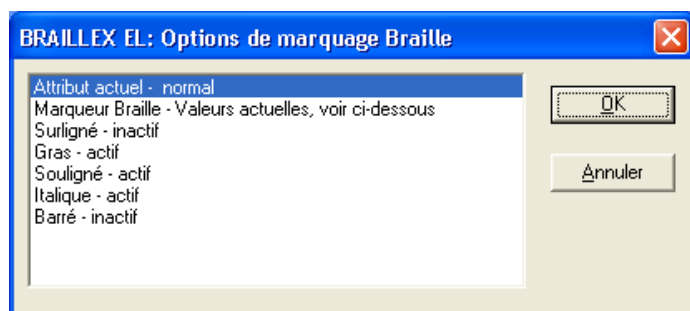 BRAILLEX EL: Options de marquage Braille
Attribut actuel - normal
Marqueur Braille - Valeurs actuelles, voir ci-dessous
Surligné - inactif
Gras - actif
Souligné - actif
Italique - actif
Barré - inactif
OK
Annuler